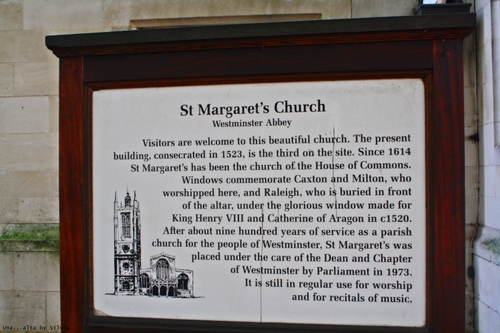 St Margaret's Church
Westminster Abbey
Visitors are welcome to this beautiful church. The present
building, consecrated in 1523, is the third on the site. Since 1614
St Margaret's has been the church of the House of Commons.
Windows commemorate Caxton and Milton, who
worshipped here, and Raleigh, who is buried in front
of the altar, under the glorious window made for
King Henry VIII and Catherine of Aragon in c1520.
After about nine hundred years of service as a parish
church for the people of Westminster, St Margaret's was
placed under the care of the Dean and Chapter
of Westminster by Parliament in 1973.
It is still in regular use for worship
and for recitals of music.